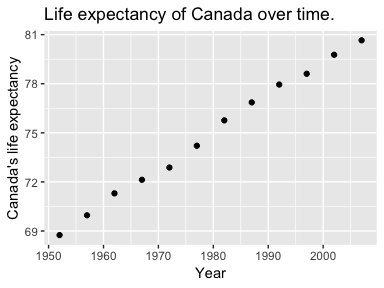 Life expectancy of Canada over time.
Canada's life expectancy
81
78
75
72
69
1950 1960 1970 1980 1990 2000
Year